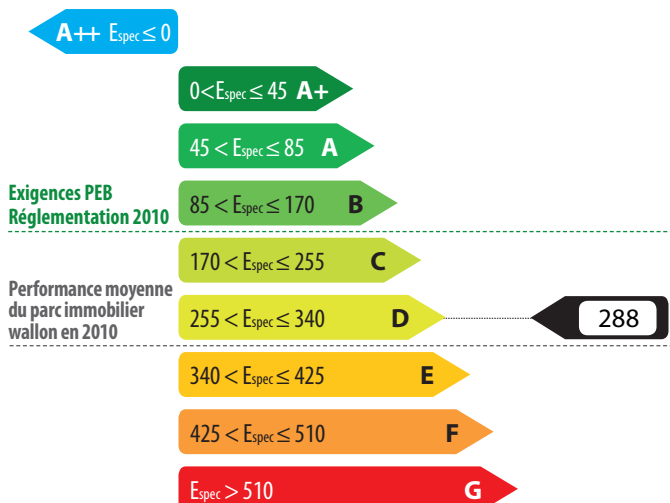 A++ Espec ≤ 0
0<Espec ≤ 45 A+
45 < Espec ≤ 85 A
Exigences PEB
Réglementation 2010
85 < Espec ≤ 170 B
170 < Espec ≤ 255 C
Performance moyenne
du parc immobilier
wallon en 2010
255 < Espec ≤ 340 D
288
340 < Espec ≤ 425 E
425 < Espec ≤ 510 F
Espec > 510 G